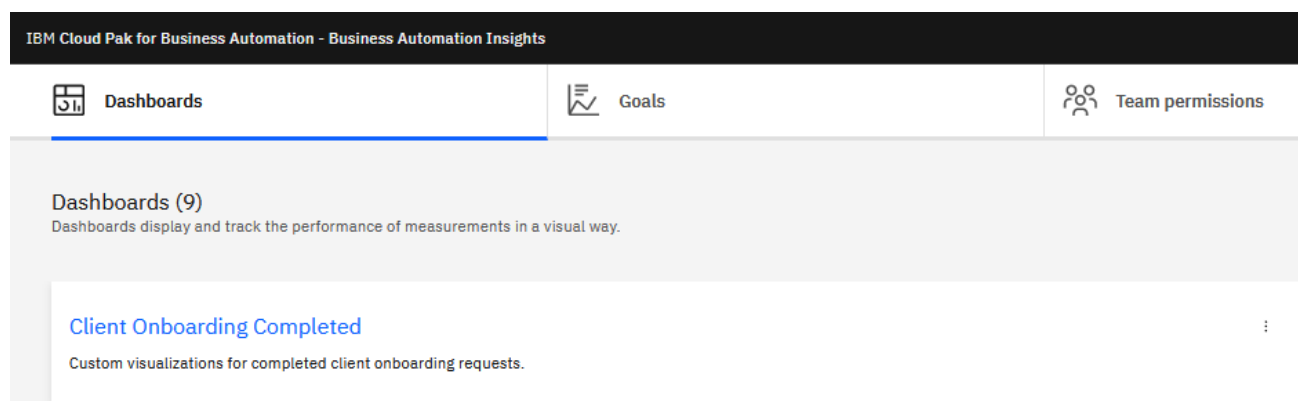 IBM Cloud Pak for Business Automation - Business Automation Insights
Dashboards
Goals
Team permissions
Dashboards (9)
Dashboards display and track the performance of measurements in a visual way.
Client Onboarding Completed
Custom visualizations for completed client onboarding requests.